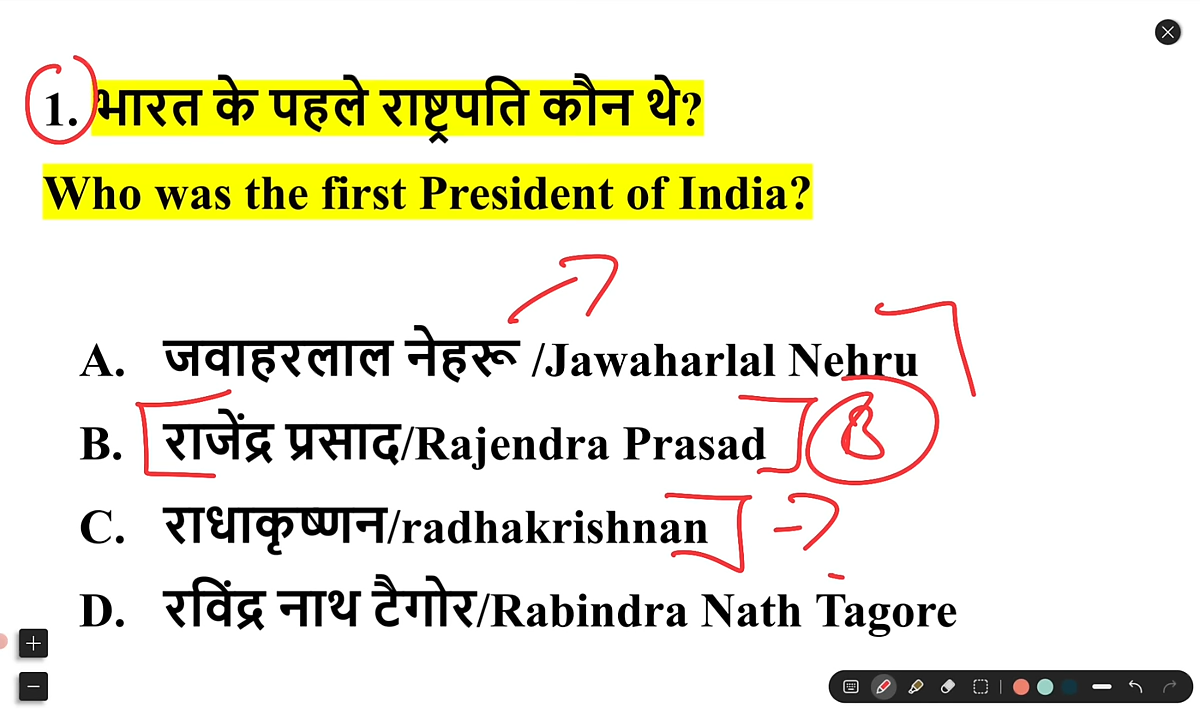 1. भारत के पहले राष्ट्रपति कौन थे?
Who was the first President of India?
A. जवाहरलाल नेहरू /Jawaharlal Nehru
B. राजेंद्र प्रसाद/Rajendra Prasad B
C. राधाकृष्णन/radhakrishnan
D. रविंद्र नाथ टैगोर/Rabindra Nath Tagore